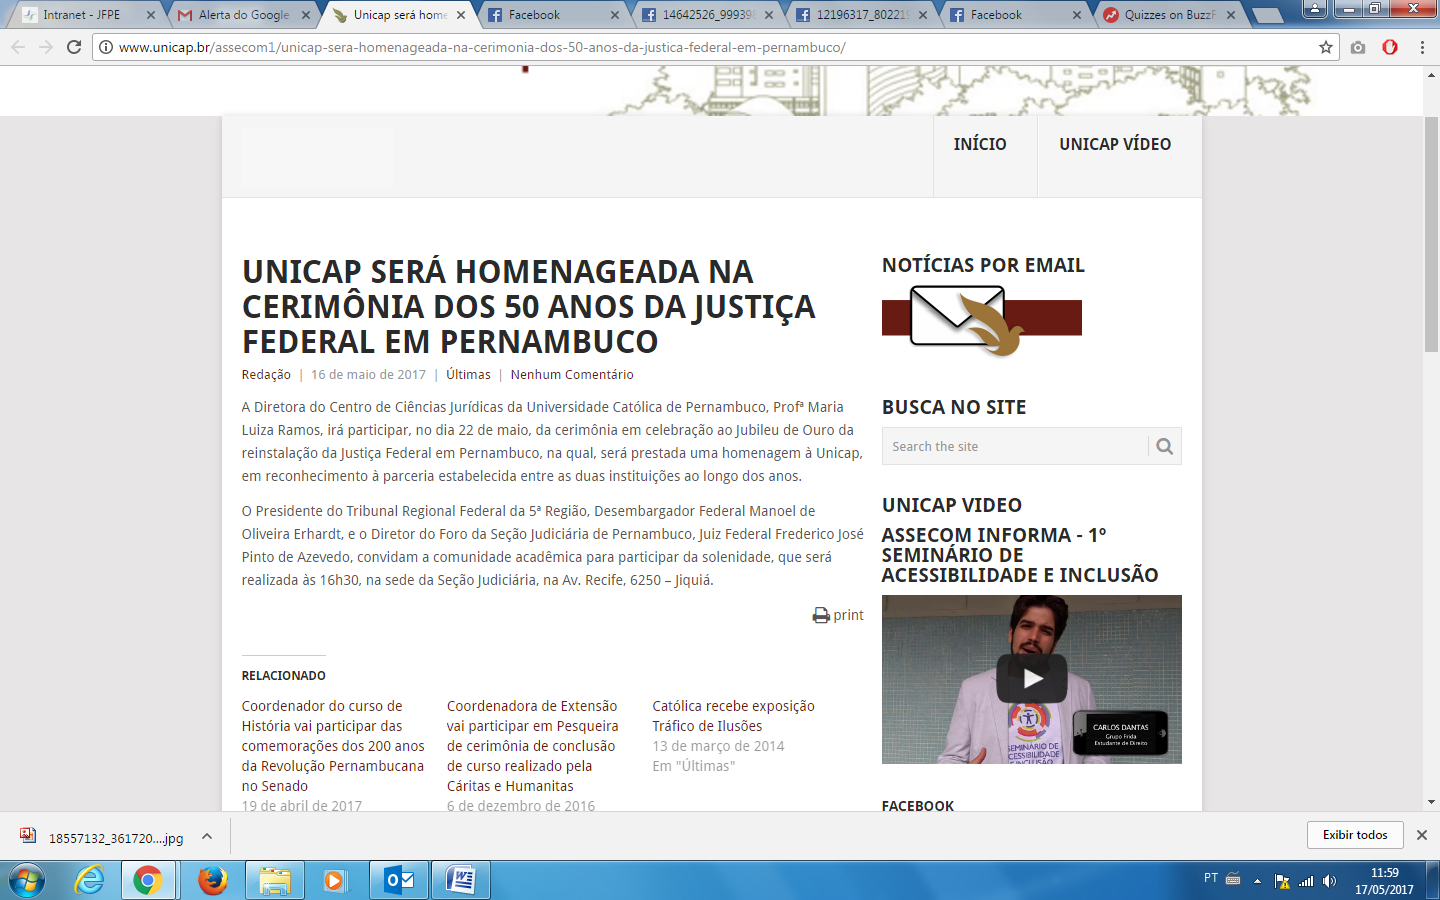 Intranet - JFPE
Alerta do Google
Unicap será home
Facebook
14642526_99939
12196317_80221
Facebook
Quizzes on BuzzF
www.unicap.br/assecom1/unicap-sera-homenageada-na-cerimonia-dos-50-anos-da-justica-federal-em-pernambuco/
INÍCIO
UNICAP VÍDEO
UNICAP SERÁ HOMENAGEADA NA
CERIMÔNIA DOS 50 ANOS DA JUSTIÇA
FEDERAL EM PERNAMBUCO
Redação | 16 de maio de 2017 | Últimas | Nenhum Comentário
A Diretora do Centro de Ciências Jurídicas da Universidade Católica de Pernambuco, Profª Maria
Luiza Ramos, irá participar, no dia 22 de maio, da cerimônia em celebração ao Jubileu de Ouro da
reinstalação da Justiça Federal em Pernambuco, na qual, será prestada uma homenagem à Unicap,
em reconhecimento à parceria estabelecida entre as duas instituições ao longo dos anos.
O Presidente do Tribunal Regional Federal da 5ª Região, Desembargador Federal Manoel de
Oliveira Erhardt, e o Diretor do Foro da Seção Judiciária de Pernambuco, Juiz Federal Frederico José
Pinto de Azevedo, convidam a comunidade acadêmica para participar da solenidade, que será
realizada às 16h30, na sede da Seção Judiciária, na Av. Recife, 6250 – Jiquiá.
print
RELACIONADO
Coordenador do curso de
História vai participar das
comemorações dos 200 anos
da Revolução Pernambucana
no Senado
19 de abril de 2017
Coordenadora de Extensão
vai participar em Pesqueira
de cerimônia de conclusão
de curso realizado pela
Cáritas e Humanitas
6 de dezembro de 2016
Católica recebe exposição
Tráfico de Ilusões
13 de março de 2014
Em "Últimas"
NOTÍCIAS POR EMAIL
BUSCA NO SITE
Search the site
UNICAP VIDEO
ASSECOM INFORMA - 1º
SEMINÁRIO DE
ACESSIBILIDADE E INCLUSÃO
SEMINÁRIO DE
CARLOS DANTAS
Grupo Frida
Estudante de Direito
FACEBOOK
18557132_361720....jpg
Exibir todos
PT
11:59
17/05/2017